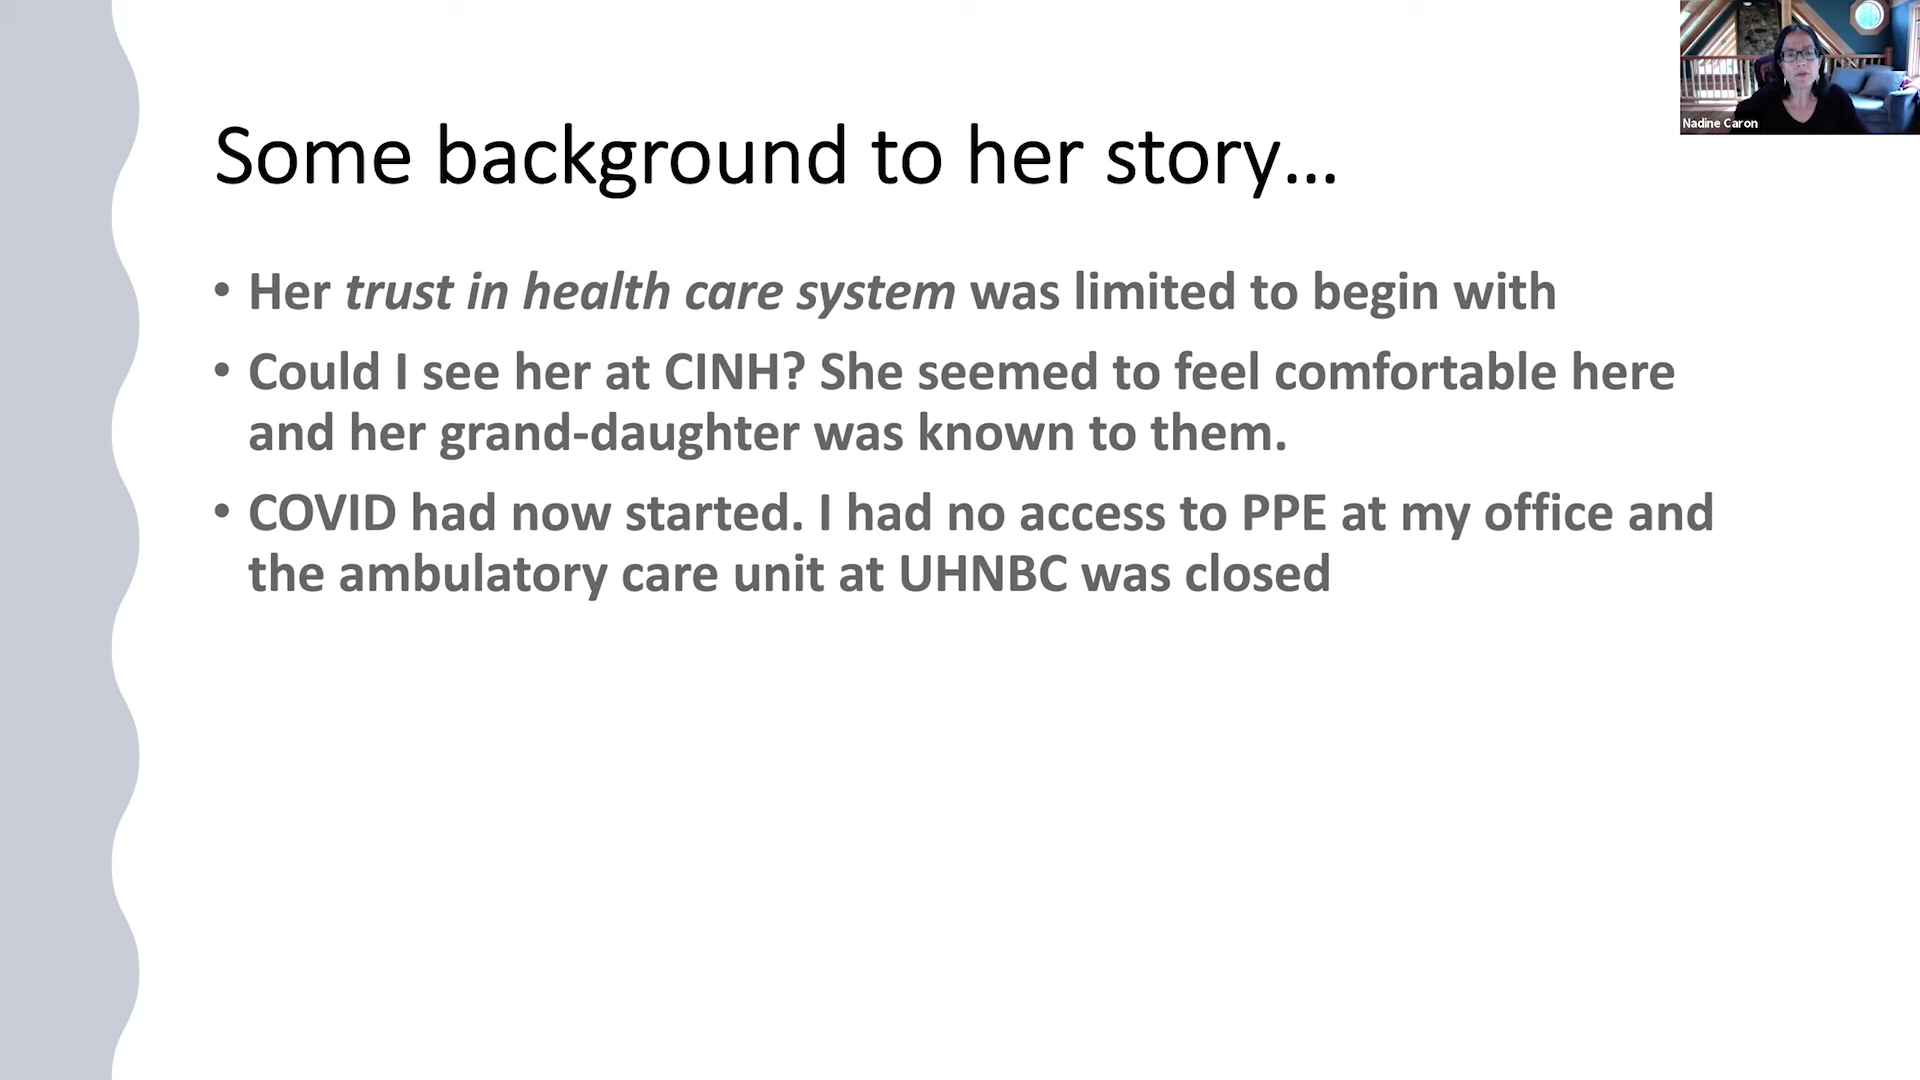 Nadine Caron
Some background to her story...
• Her trust in health care system was limited to begin with
• Could I see her at CINH? She seemed to feel comfortable here
and her grand-daughter was known to them.
• COVID had now started. I had no access to PPE at my office and
the ambulatory care unit at UHNBC was closed